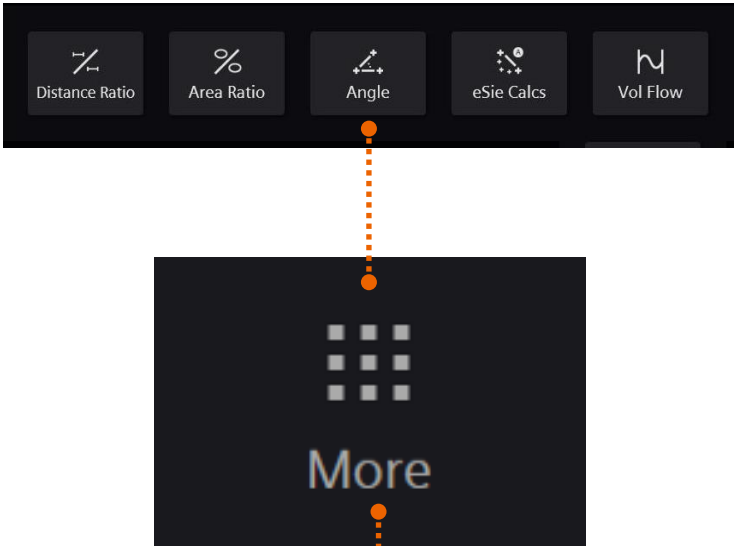 Distance Ratio
Area Ratio
Angle
A
eSie Calcs
Vol Flow
More